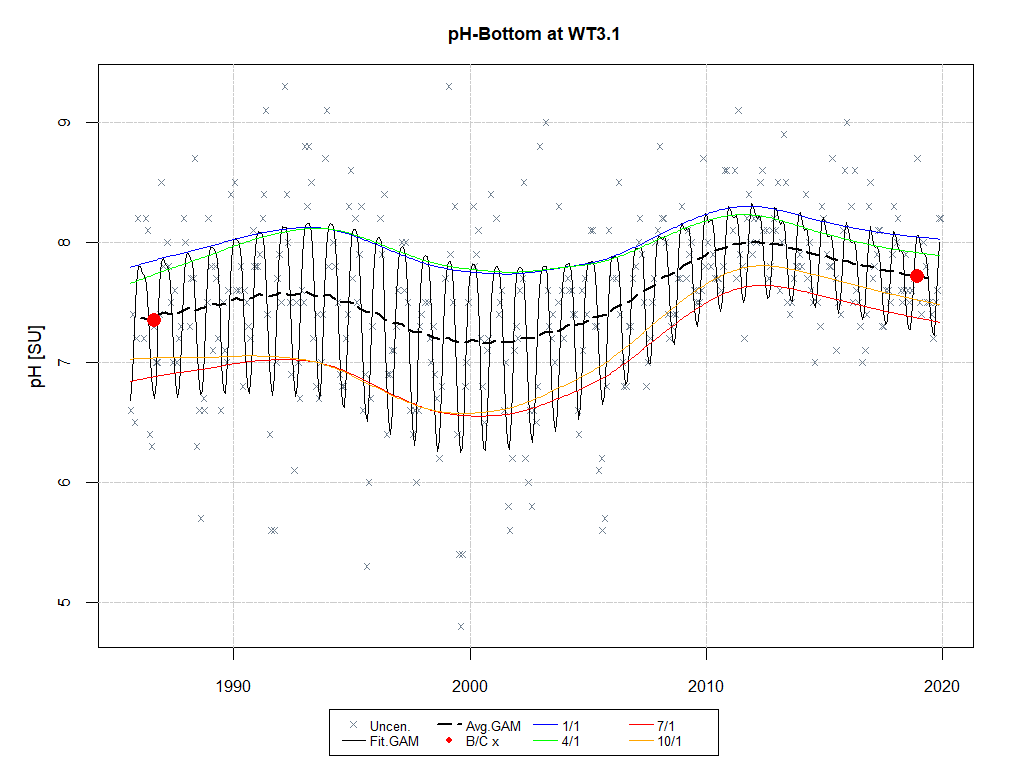 pH-Bottom at WT3.1
pH [SU]
9
8
7
6
5
1990 2000 2010 2020
Uncen. Avg.GAM 1/1 7/1
Fit.GAM B/C x 4/1 10/1